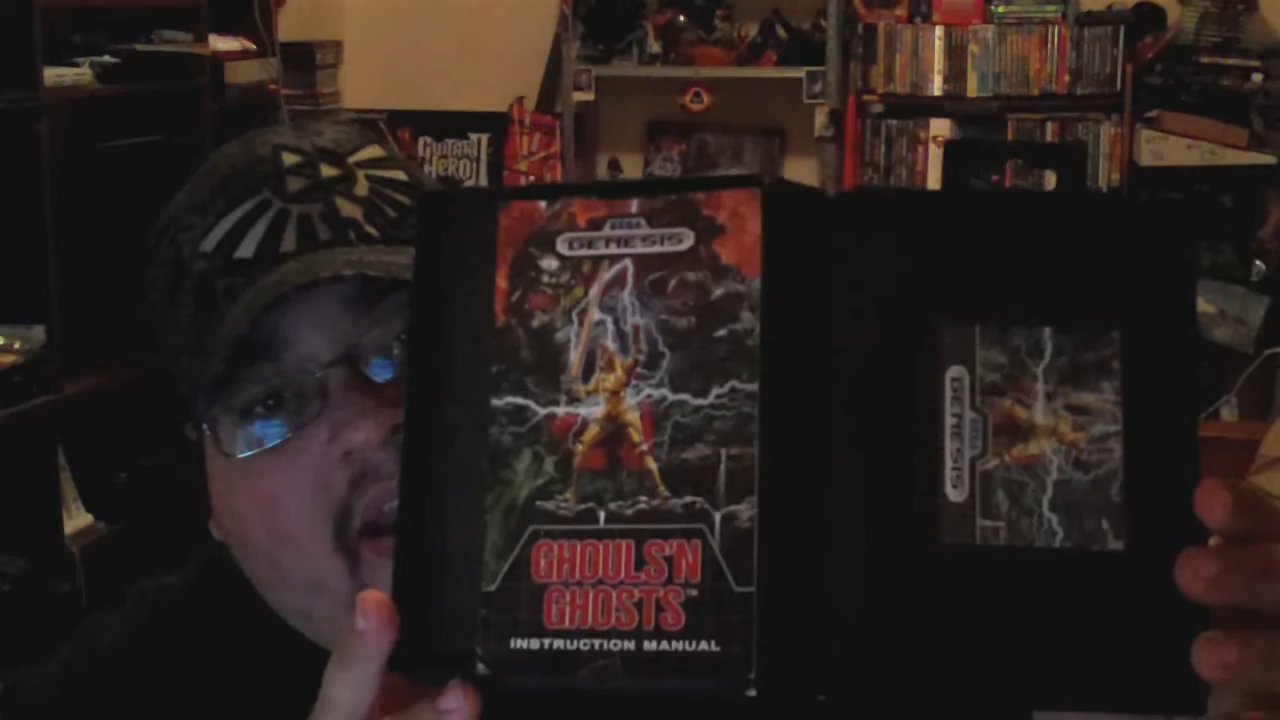 GUITAR
HERO II
SEGA
GENESIS
GHOULS'N
GHOSTS™
INSTRUCTION MANUAL
SEGA
GENESIS